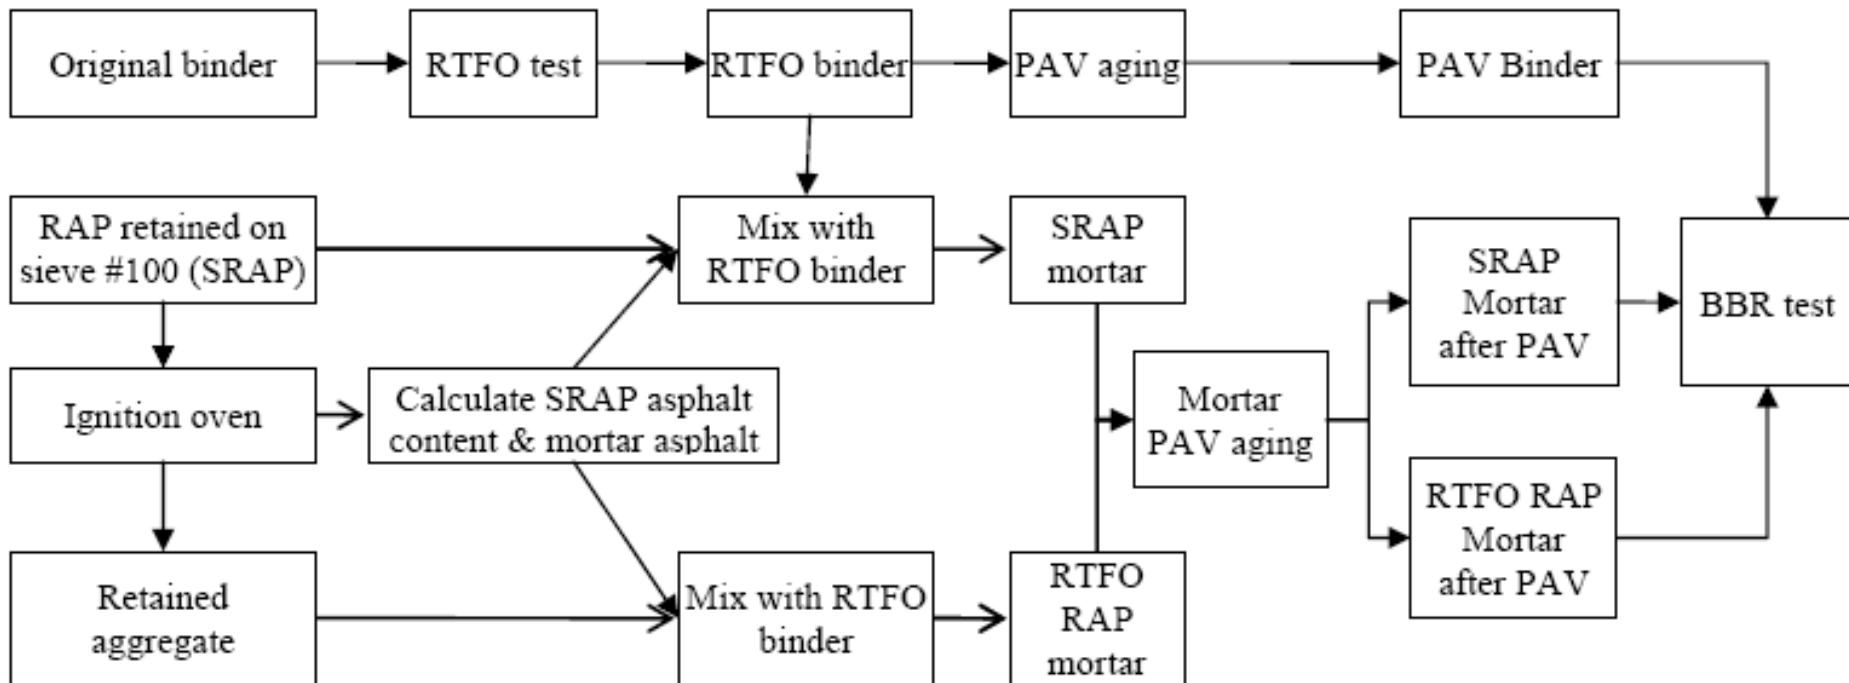 Original binder
RTFO test
RTFO binder
PAV aging
PAV Binder
RAP retained on
sieve #100 (SRAP)
Mix with
RTFO binder
SRAP
mortar
SRAP
Mortar
after PAV
BBR test
Ignition oven
Calculate SRAP asphalt
content & mortar asphalt
Mortar
PAV aging
Retained
aggregate
Mix with RTFO
binder
RTFO
RAP
mortar
RTFO RAP
Mortar
after PAV